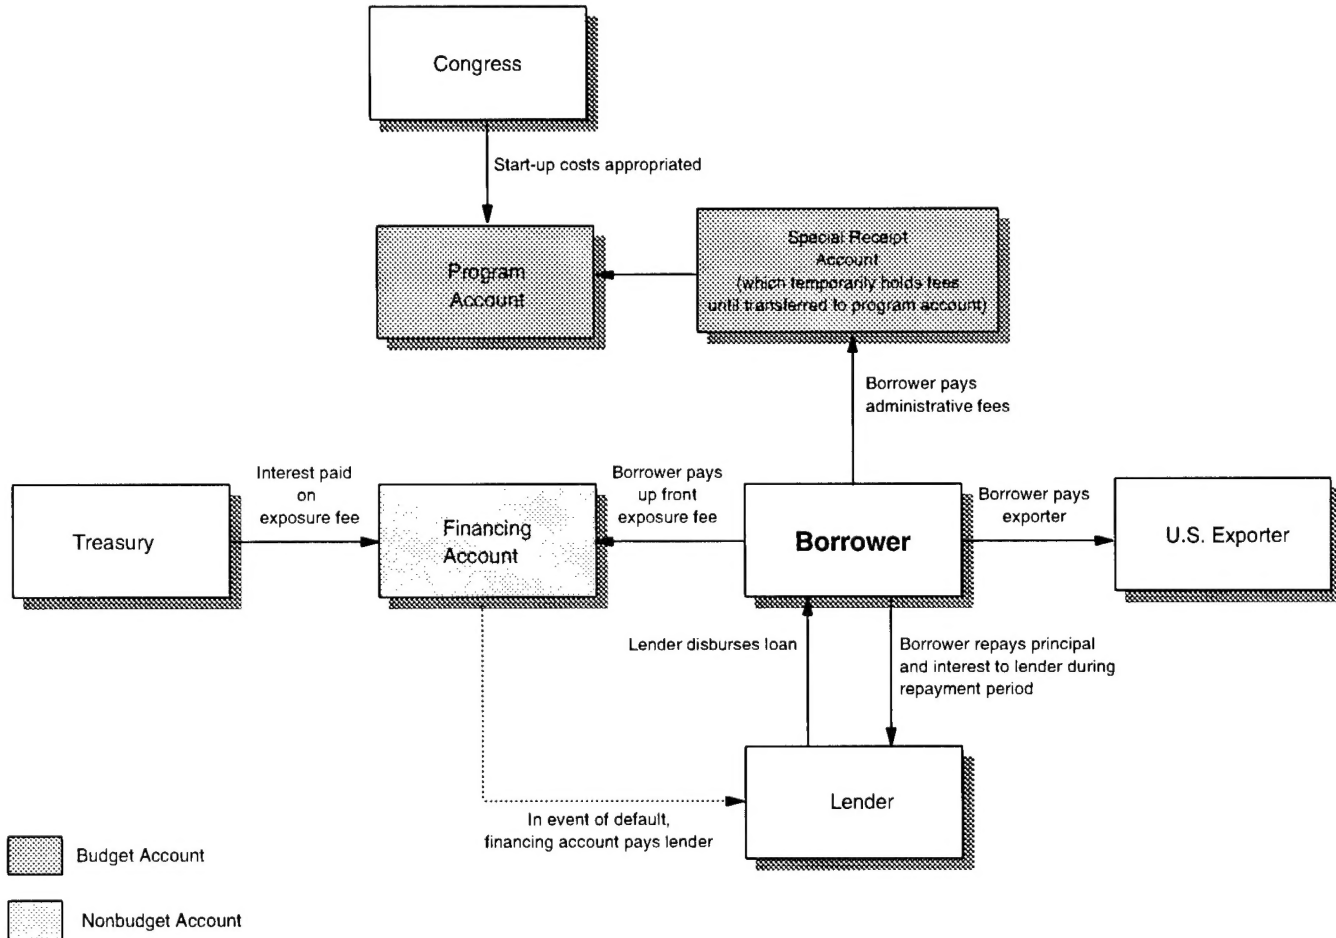 Congress
Start-up costs appropriated
Program
Account
Special Receipt
Account
(which temporarily holds fees
until transferred to program account)
Borrower pays
administrative fees
Treasury
Interest paid
on
exposure fee
Financing
Account
Borrower pays
up front
exposure fee
Borrower
Borrower pays
exporter
U.S. Exporter
Lender disburses loan
Borrower repays principal
and interest to lender during
repayment period
Lender
In event of default,
financing account pays lender
Budget Account
Nonbudget Account